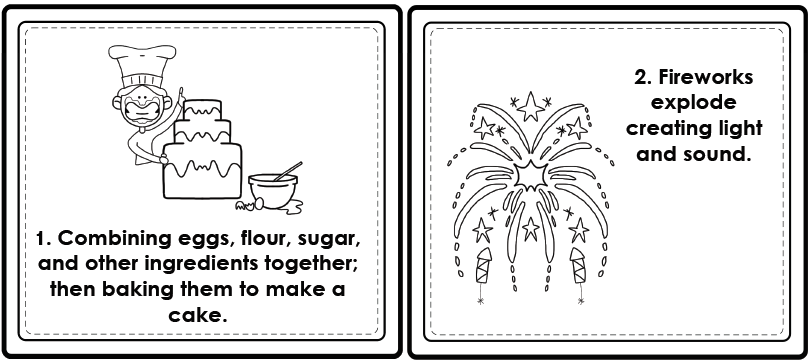 1. Combining eggs, flour, sugar,
and other ingredients together;
then baking them to make a
cake.
2. Fireworks
explode
creating light
and sound.